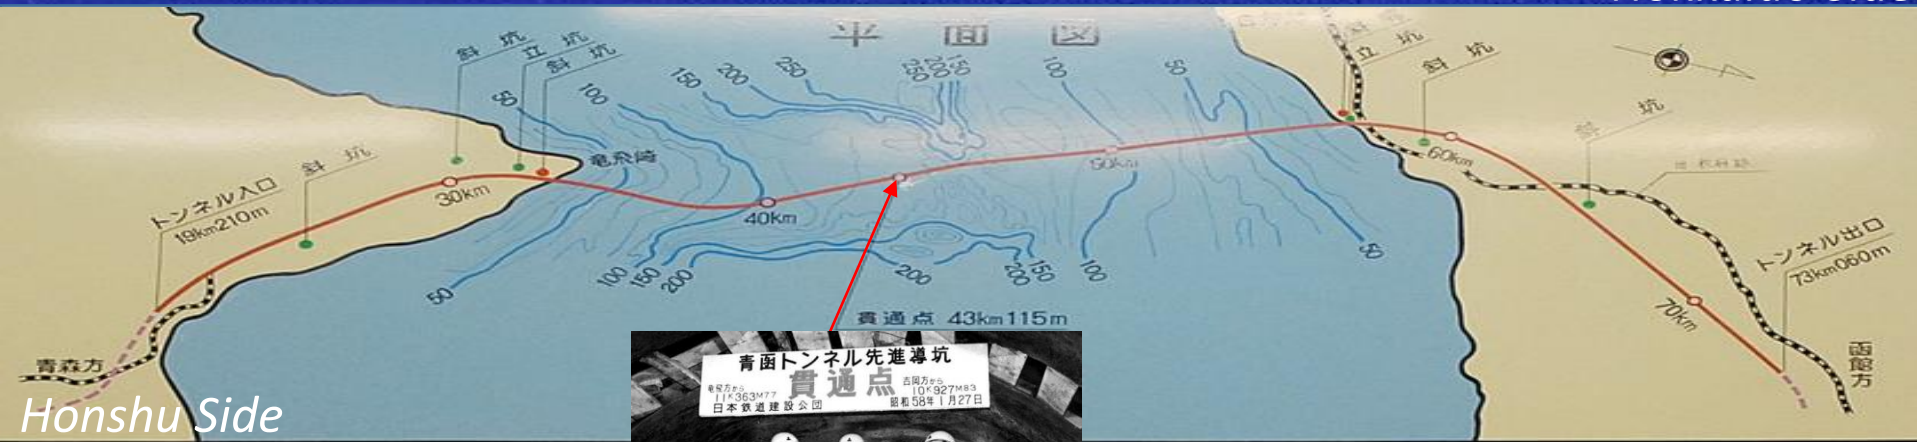 平面図
斜坑
立坑
斜坑
50
100
150
200
250
250
200
150
100
50
立坑
斜坑
斜坑
竜飛崎
トンネル入口
19km210m
斜坑
30km
40km
50km
60km
70km
トンネル出口
73km060m
50
100
150
200
200
200
150
100
50
貫通点 43km115m
青森方
函館方
青函トンネル先進導坑
貫通点
竜飛方から
11K363M77
吉岡方から
10K927M83
日本鉄道建設公団
昭和58年1月27日
Honshu Side